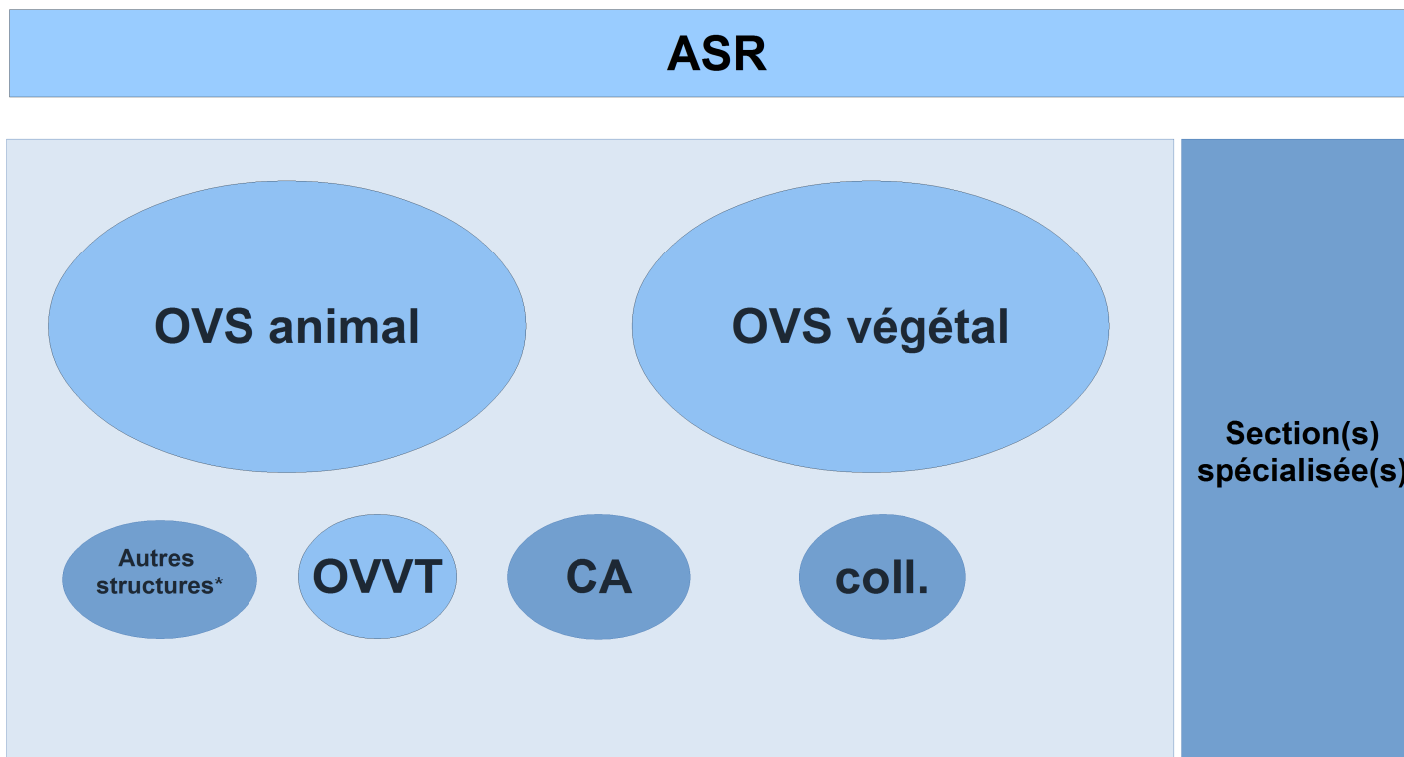 ASR
OVS animal
OVS végétal
Section(s)
spécialisée(s)
Autres
structures*
OVVT
CA
coll.